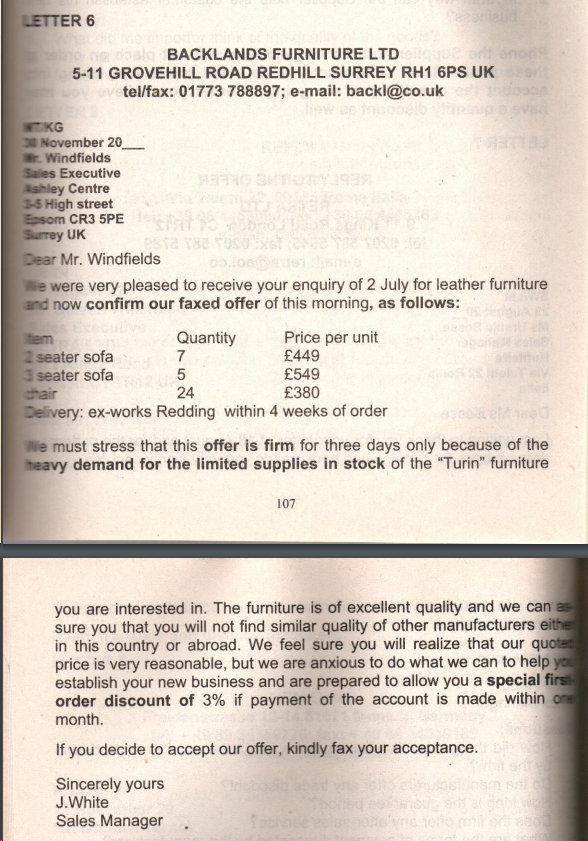 LETTER 6
BACKLANDS FURNITURE LTD
5-11 GROVEHILL ROAD REDHILL SURREY RH1 6PS UK
tel/fax: 01773 788897; e-mail: backl@co.uk
WT/KG
30 November 20___
Mr. Windfields
Sales Executive
Ashley Centre
3-5 High street
Epsom CR3 5PE
Surrey UK
Dear Mr. Windfields
We were very pleased to receive your enquiry of 2 July for leather furniture
and now confirm our faxed offer of this morning, as follows:
Item Quantity Price per unit
2 seater sofa 7 £449
3 seater sofa 5 £549
chair 24 £380
Delivery: ex-works Redding within 4 weeks of order
We must stress that this offer is firm for three days only because of the
heavy demand for the limited supplies in stock of the “Turin” furniture
107
you are interested in. The furniture is of excellent quality and we can as-
sure you that you will not find similar quality of other manufacturers either
in this country or abroad. We feel sure you will realize that our quoted
price is very reasonable, but we are anxious to do what we can to help you
establish your new business and are prepared to allow you a special first-
order discount of 3% if payment of the account is made within one
month.
If you decide to accept our offer, kindly fax your acceptance.
Sincerely yours
J.White
Sales Manager